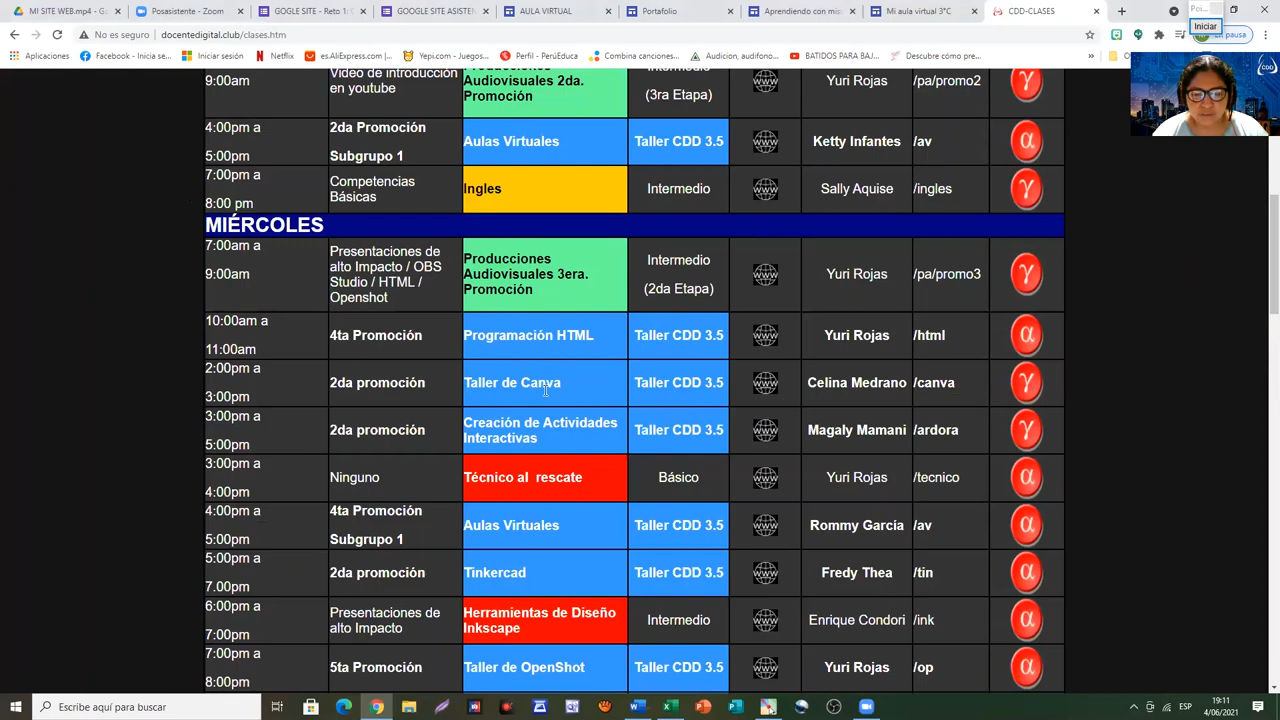 MI SITE WEB.mp4 - G
Posasistente - Zoom
GOGLE SITE - Reto 1: C
GOOGLE SITE ASISTEN
AULA VIRTUAL
Portafolio
Aprendiendo con mis
Mi aula virtual 3°C
CDD-CLASES
Iniciar
No es seguro
docentedigital.club/clases.htm
En pausa
Aplicaciones
Facebook - Inicia se...
Iniciar sesión
Netflix
es.AliExpress.com |...
Yepi.com - Juegos...
Perfil - PerúEduca
Combina canciones...
Audicion, audifono...
BATIDOS PARA BAJ...
Descubre cómo pre...
9:00am
Video de introducción
en youtube
Audiovisuales 2da.
Promoción
Intermedio
(3ra Etapa)
Yuri Rojas
/pa/promo2
4:00pm a
5:00pm
2da Promoción
Subgrupo 1
Aulas Virtuales
Taller CDD 3.5
Ketty Infantes
/av
7:00pm a
8:00 pm
Competencias
Básicas
Ingles
Intermedio
Sally Aquise
/ingles
MIÉRCOLES
7:00am a
9:00am
Presentaciones de
alto Impacto / OBS
Studio / HTML /
Openshot
Producciones
Audiovisuales 3era.
Promoción
Intermedio
(2da Etapa)
Yuri Rojas
/pa/promo3
10:00am a
11:00am
4ta Promoción
Programación HTML
Taller CDD 3.5
Yuri Rojas
/html
2:00pm a
3:00pm
2da promoción
Taller de Canva
Taller CDD 3.5
Celina Medrano
/canva
3:00pm a
5:00pm
2da promoción
Creación de Actividades
Interactivas
Taller CDD 3.5
Magaly Mamani
/ardora
3:00pm a
4:00pm
Ninguno
Técnico al rescate
Básico
Yuri Rojas
/tecnico
4:00pm a
5:00pm
4ta Promoción
Subgrupo 1
Aulas Virtuales
Taller CDD 3.5
Rommy Garcia
/av
5:00pm a
7.00pm
2da promoción
Tinkercad
Taller CDD 3.5
Fredy Thea
/tin
6:00pm a
7:00pm
Presentaciones de
alto Impacto
Herramientas de Diseño
Inkscape
Intermedio
Enrique Condori
/ink
7:00pm a
8:00pm
5ta Promoción
Taller de OpenShot
Taller CDD 3.5
Yuri Rojas
/op
Escribe aquí para buscar
ESP
19:11
4/06/2021